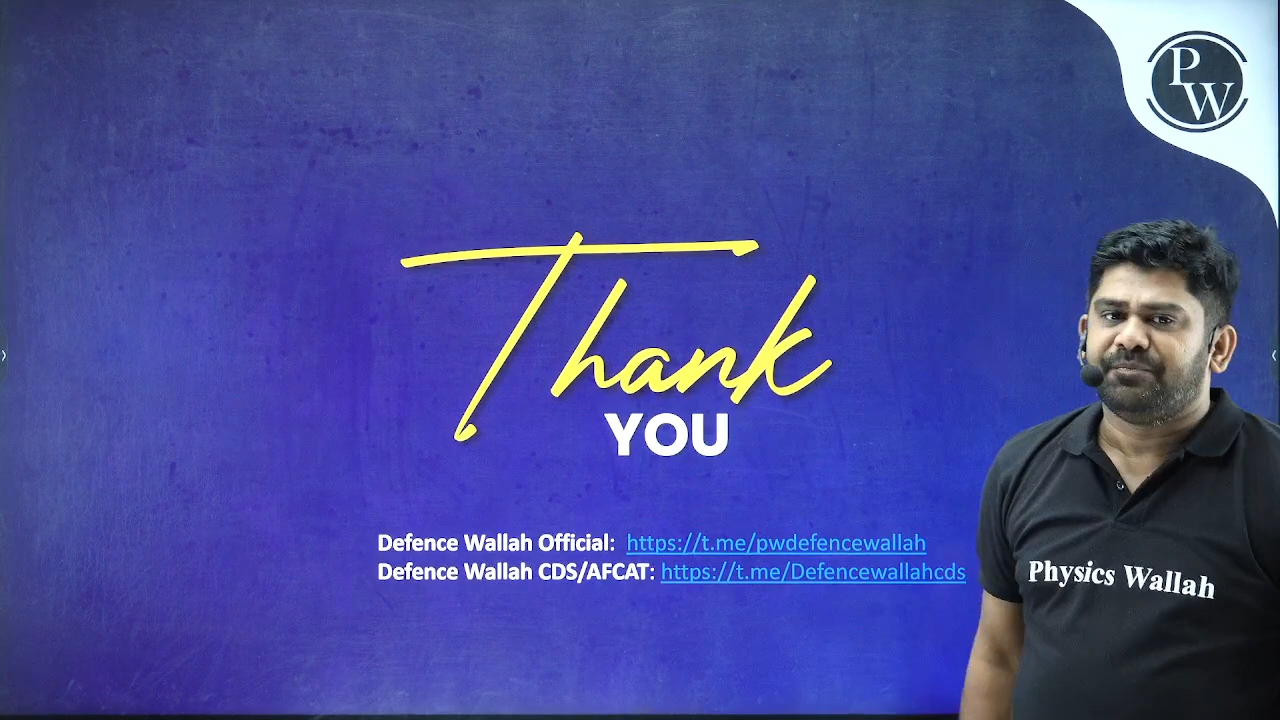 PW
Thank
YOU
Defence Wallah Official: https://t.me/pwdefencewallah
Defence Wallah CDS/AFCAT: https://t.me/Defencewallahcds
Physics Wallah